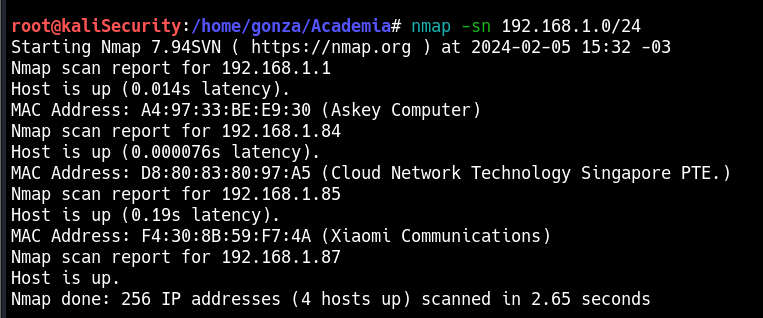 root@kaliSecurity:/home/gonza/Academia# nmap -sn 192.168.1.0/24
Starting Nmap 7.94SVN ( https://nmap.org ) at 2024-02-05 15:32 -03
Nmap scan report for 192.168.1.1
Host is up (0.014s latency).
MAC Address: A4:97:33:BE:E9:30 (Askey Computer)
Nmap scan report for 192.168.1.84
Host is up (0.000076s latency).
MAC Address: D8:80:83:80:97:A5 (Cloud Network Technology Singapore PTE.)
Nmap scan report for 192.168.1.85
Host is up (0.19s latency).
MAC Address: F4:30:8B:59:F7:4A (Xiaomi Communications)
Nmap scan report for 192.168.1.87
Host is up.
Nmap done: 256 IP addresses (4 hosts up) scanned in 2.65 seconds